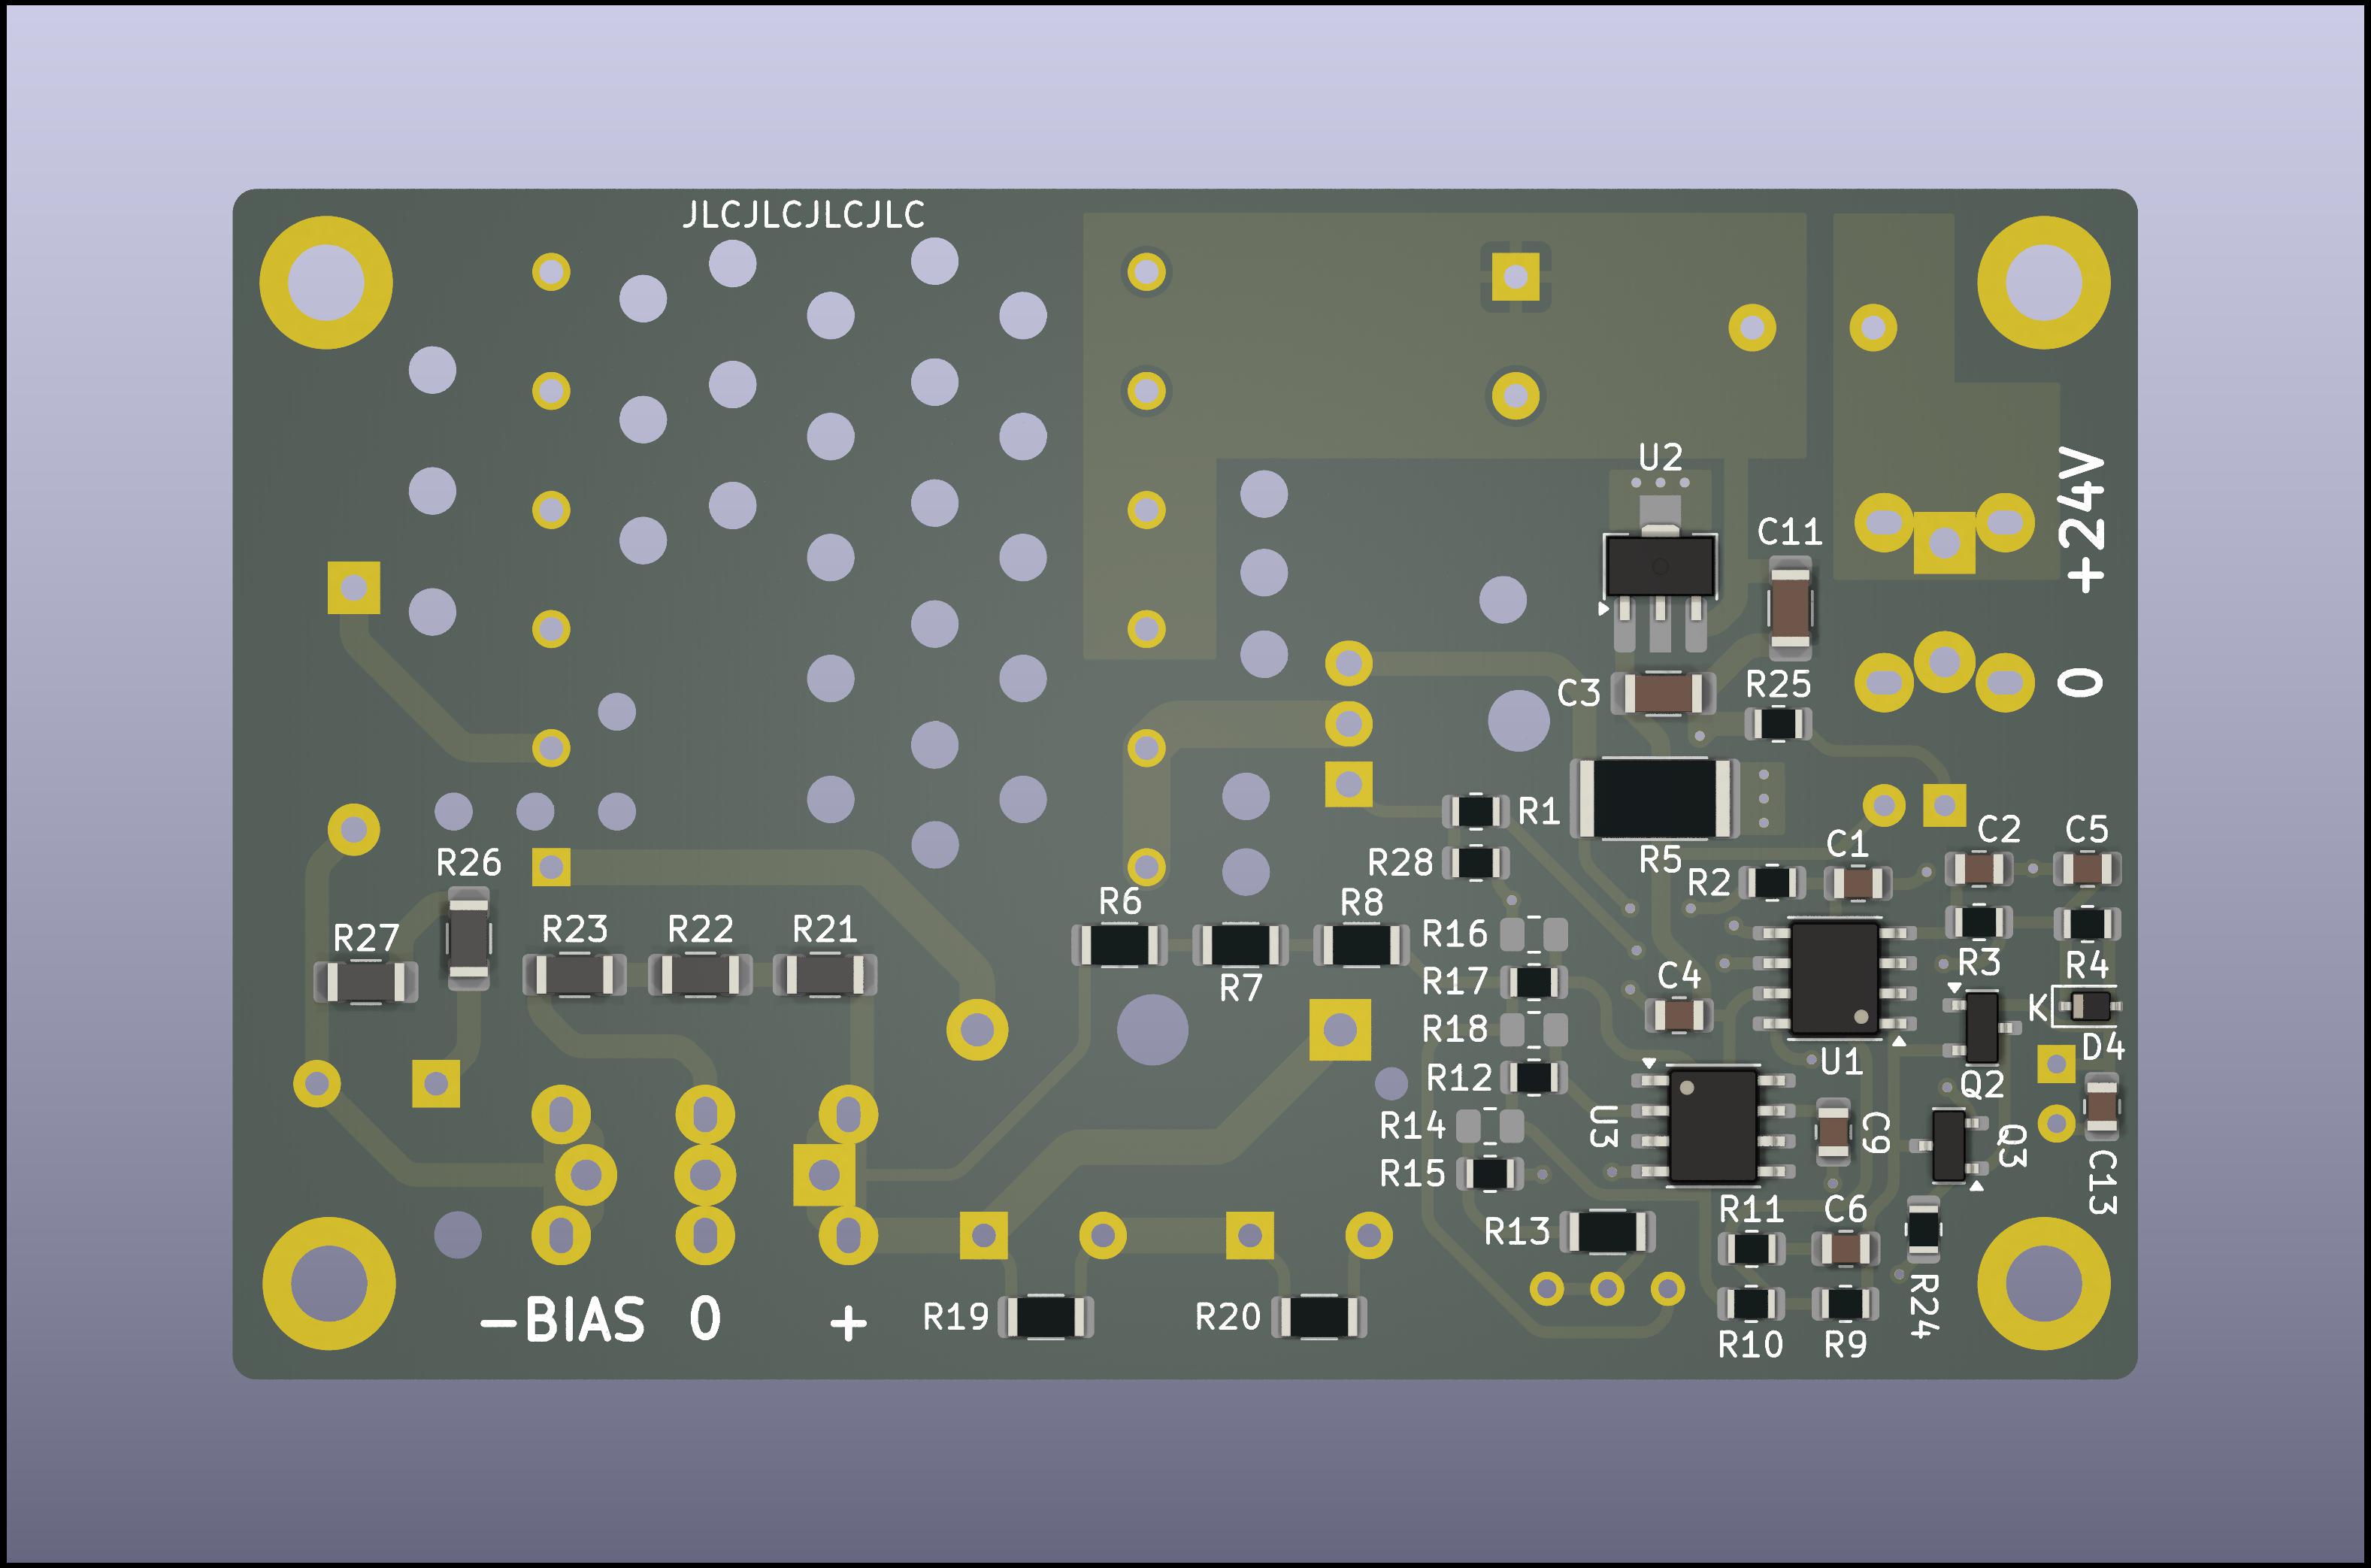 JLCJLCJLCJLC
U2
+24V
C11
C3
R25
0
R1
R28
R5
C1
C2
C5
R2
R26
R6
R8
R27
R23
R22
R21
R7
R16
R17
R18
R12
R14
R15
C4
R3
R4
K
D4
U1
Q2
U3
C9
Q3
C13
R13
R11
C6
R24
R10
R9
-BIAS 0 +
R19
R20